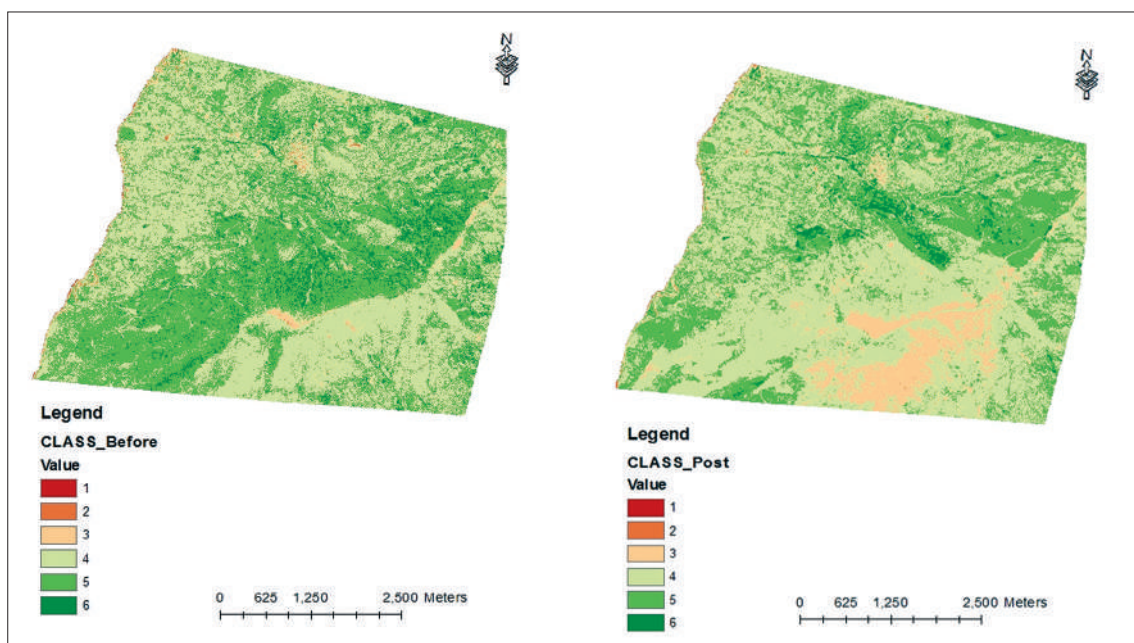 N
N
Legend
CLASS_Before
Value
1
2
3
4
5
6
0 625 1,250 2,500 Meters
Legend
CLASS_Post
Value
1
2
3
4
5
6
0 625 1,250 2,500 Meters